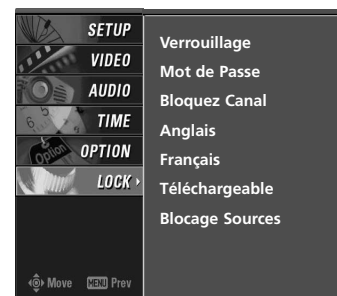 SETUP
VIDEO
AUDIO
TIME
OPTION
LOCK
Move MENU Prev
Verrouillage
Mot de Passe
Bloquez Canal
Anglais
Français
Téléchargeable
Blocage Sources